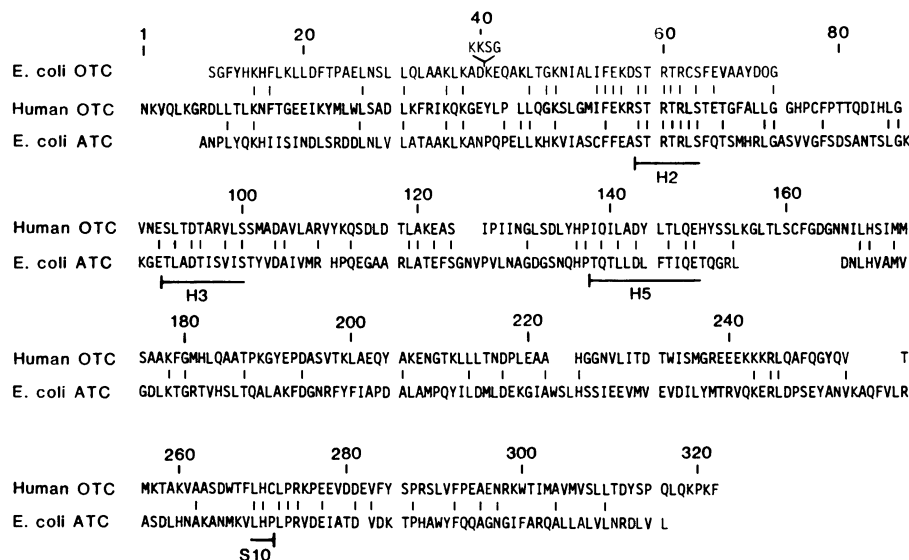 1 20 40 60 80
KKSG
E. coli OTC SGFYHKHFLKLLDFTPAELNSL LQLAAKLKADKEQAKLTGKNIALIFEKDST RTRCSFEVAAYDQG
Human OTC NKVQLKGRDLLTLKNFTGEEIKYMLWLSAD LKFRIKQKGEYLP LLQGKSLGMIFEKRST RTRLSTETGFALLG GHPCFPTTQDIHLG
E. coli ATC ANPLYQKHIISINDLSRDDLNLV LATAAKLKANPQPELLKHKVIASCFFEAST RTRLSFQTSMHRLGASVVGFSDSANTSLGK
H2
100 120 140 160
Human OTC VNESLTDTARVLSSMADAVLARVYKQSDLD TLAKEAS IPIINGLSDLYHPIQILADY LTLQEHYSSLKGLTLSCFGDGNNILHSIMM
E. coli ATC KGETLADTISVISTYVDAIVMR HPQEGAA RLATEFSGNVPVLNAGDGSNQHPTQTLLDL FTIQETQGRL DNLHVAMV
H3 H5
180 200 220 240
Human OTC SAAKFGMHLQAATPKGYEPDASVTKLAEQY AKENGTKLLLTNDPLEAA HGGNVLITD TWISMGREEEKKKRLQAFQGYQV T
E. coli ATC GDLKTGRTVHSLTQALAKFDGNRFYFIAPD ALAMPQYILDMLDEKGIAWSLHSSIEEVMV EVDILYMTRVQKERLDPSEYANVKAQFVLR
260 280 300 320
Human OTC MKTAKVAASDWTFLHCLPRKPEEVDDEVFY SPRSLVFPEAENRKWTIMAVMVSLLTDYSP QLQKPKF
E. coli ATC ASDLHNAKANMKVLHPLPRVDEIATD VDK TPHAWYFQQAGNGIFARQALLALVLNRDLV L
S10